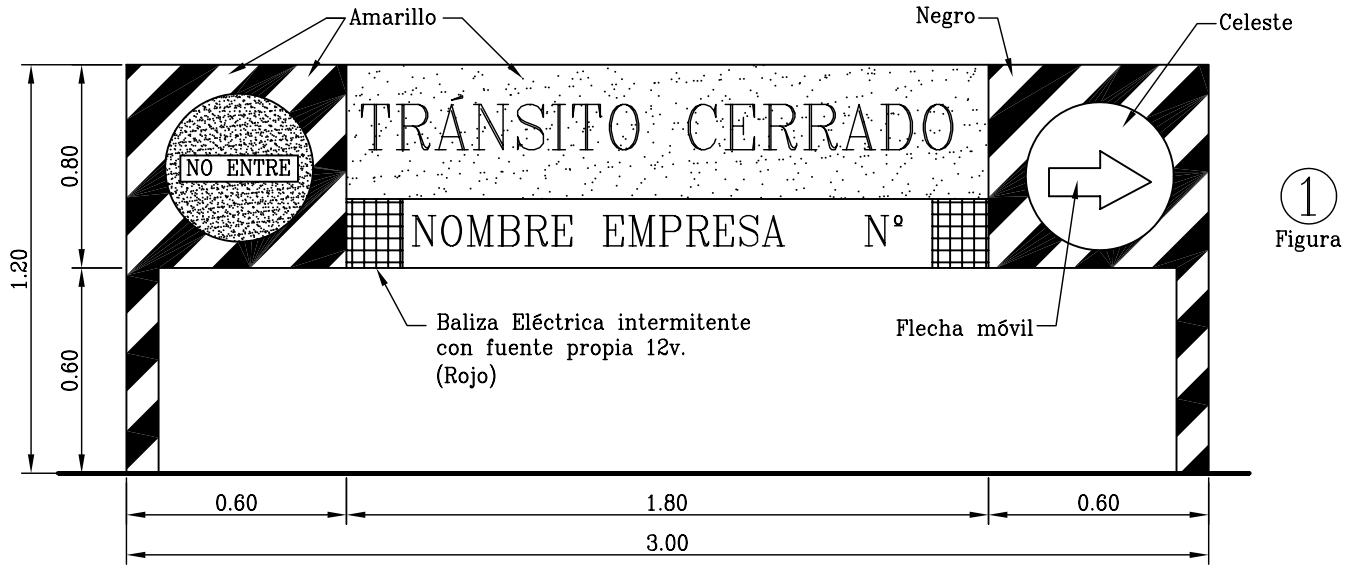 Amarillo
Negro
Celeste
TRÁNSITO CERRADO
NO ENTRE
NOMBRE EMPRESA Nº
1
Figura
0.80
1.20
0.60
Baliza Eléctrica intermitente
con fuente propia 12v.
(Rojo)
Flecha móvil
0.60
1.80
0.60
3.00